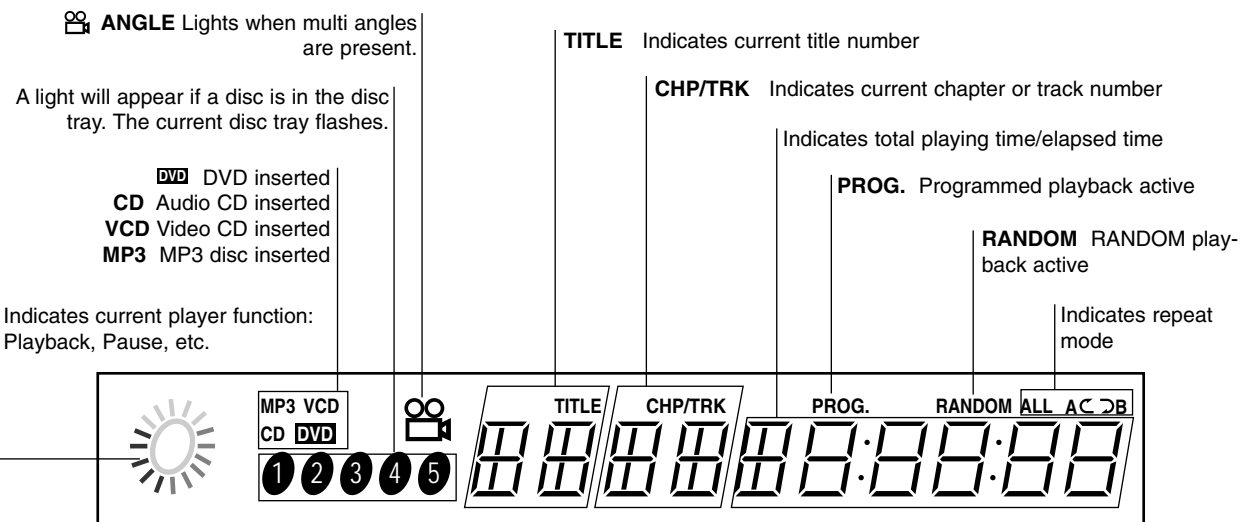 ANGLE Lights when multi angles
are present.
TITLE Indicates current title number
A light will appear if a disc is in the disc
tray. The current disc tray flashes.
CHP/TRK Indicates current chapter or track number
Indicates total playing time/elapsed time
DVD DVD inserted
CD Audio CD inserted
VCD Video CD inserted
MP3 MP3 disc inserted
PROG. Programmed playback active
RANDOM RANDOM play-
back active
Indicates current player function:
Playback, Pause, etc.
Indicates repeat
mode
MP3 VCD
CD DVD
TITLE CHP/TRK PROG. RANDOM ALL A B
1 2 3 4 5